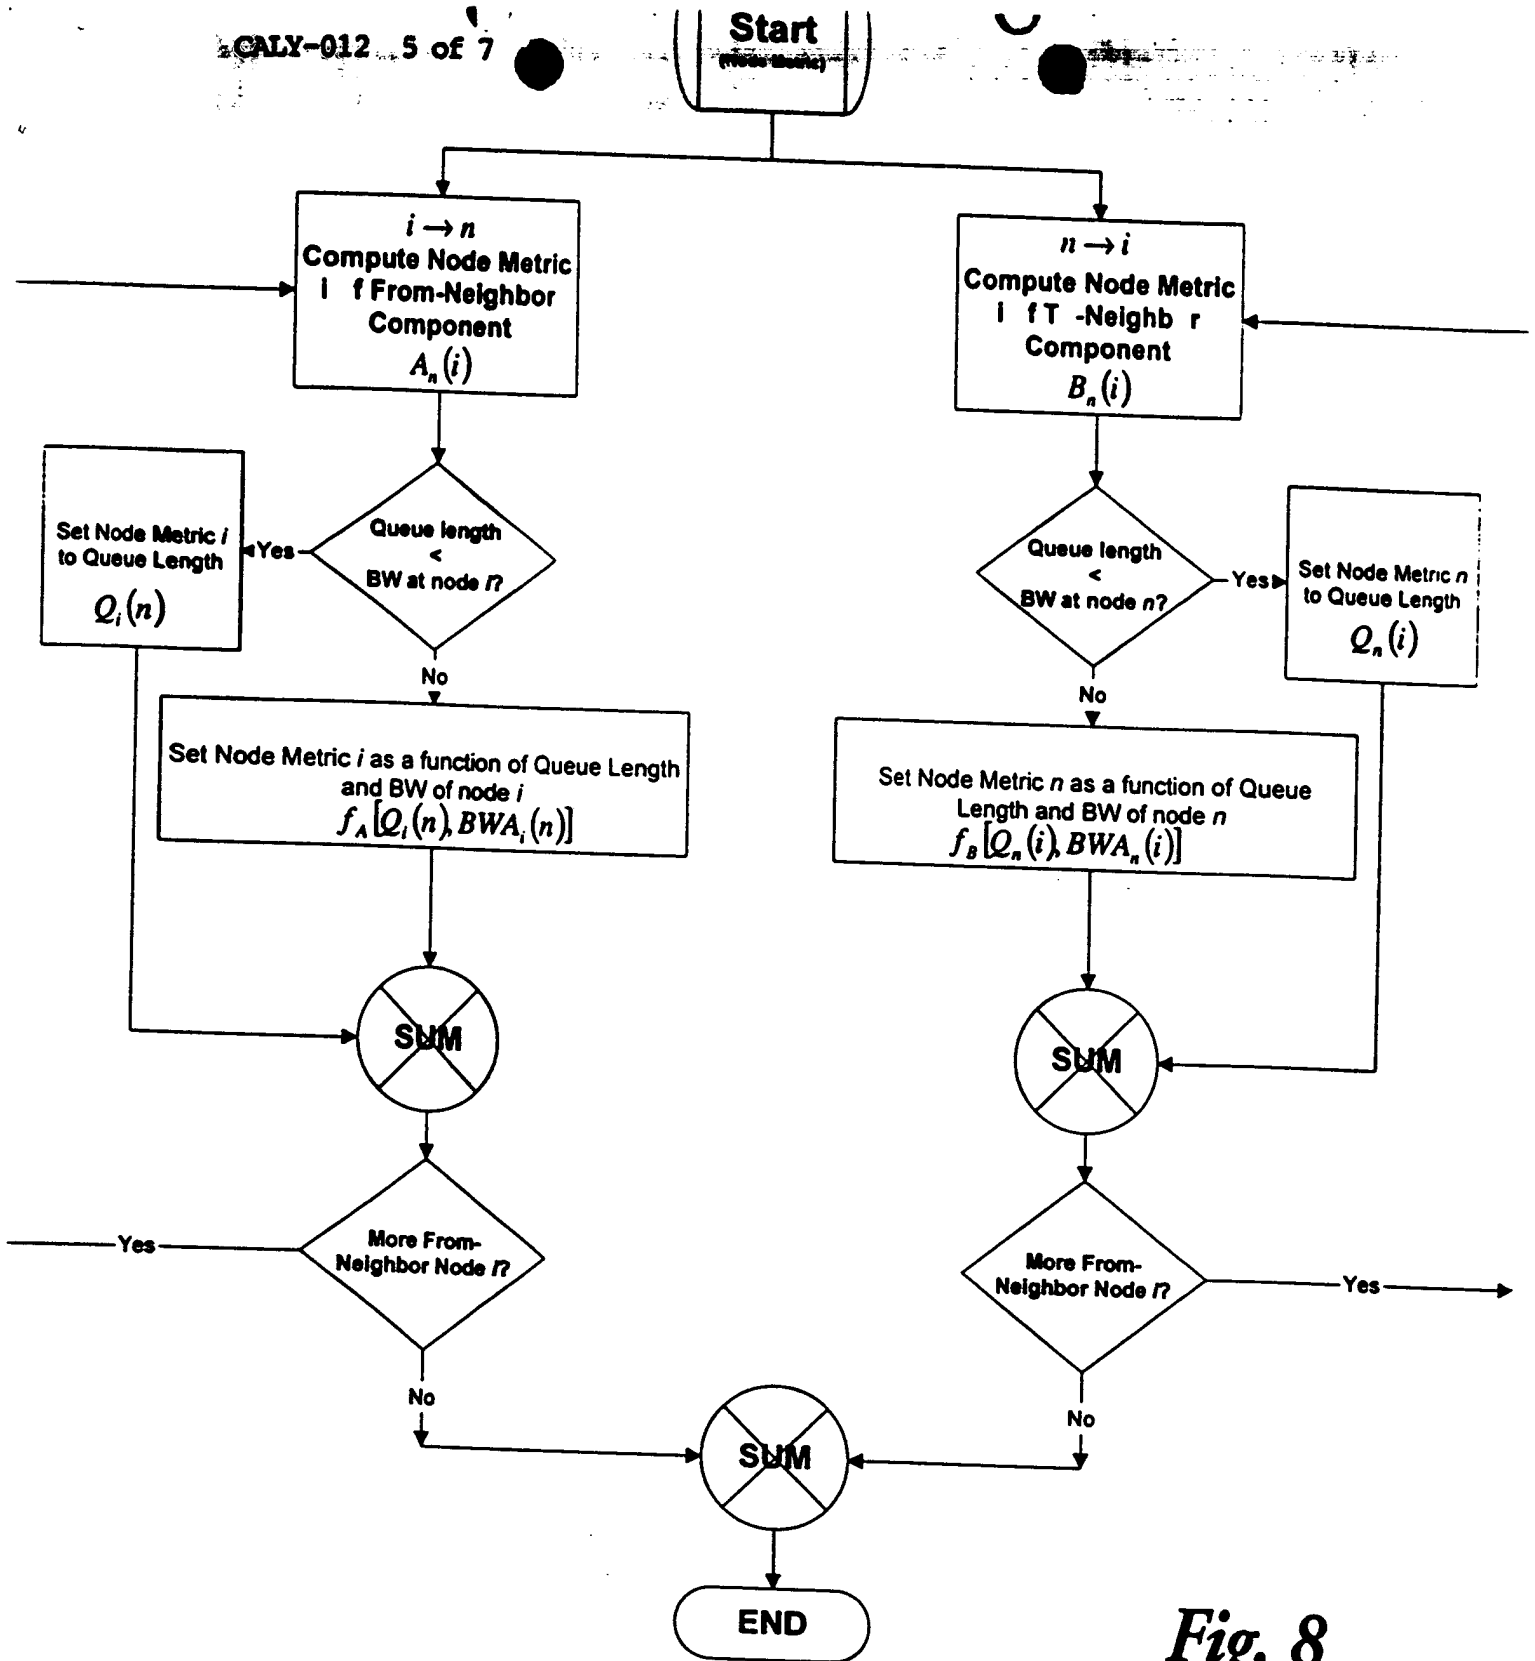 CALY-012 5 of 7
Start
(Node Metric)
i → n
Compute Node Metric
i f From-Neighbor
Component
A_n(i)
n → i
Compute Node Metric
i f T -Neighb r
Component
B_n(i)
Queue length
<
BW at node i?
Yes
Set Node Metric i
to Queue Length
Q_i(n)
No
Set Node Metric i as a function of Queue Length
and BW of node i
f_A[Q_i(n), BWA_i(n)]
Queue length
<
BW at node n?
Yes
Set Node Metric n
to Queue Length
Q_n(i)
No
Set Node Metric n as a function of Queue
Length and BW of node n
f_B[Q_n(i), BWA_n(i)]
SUM
SUM
More From-
Neighbor Node i?
Yes
No
More From-
Neighbor Node i?
Yes
No
SUM
END
Fig. 8